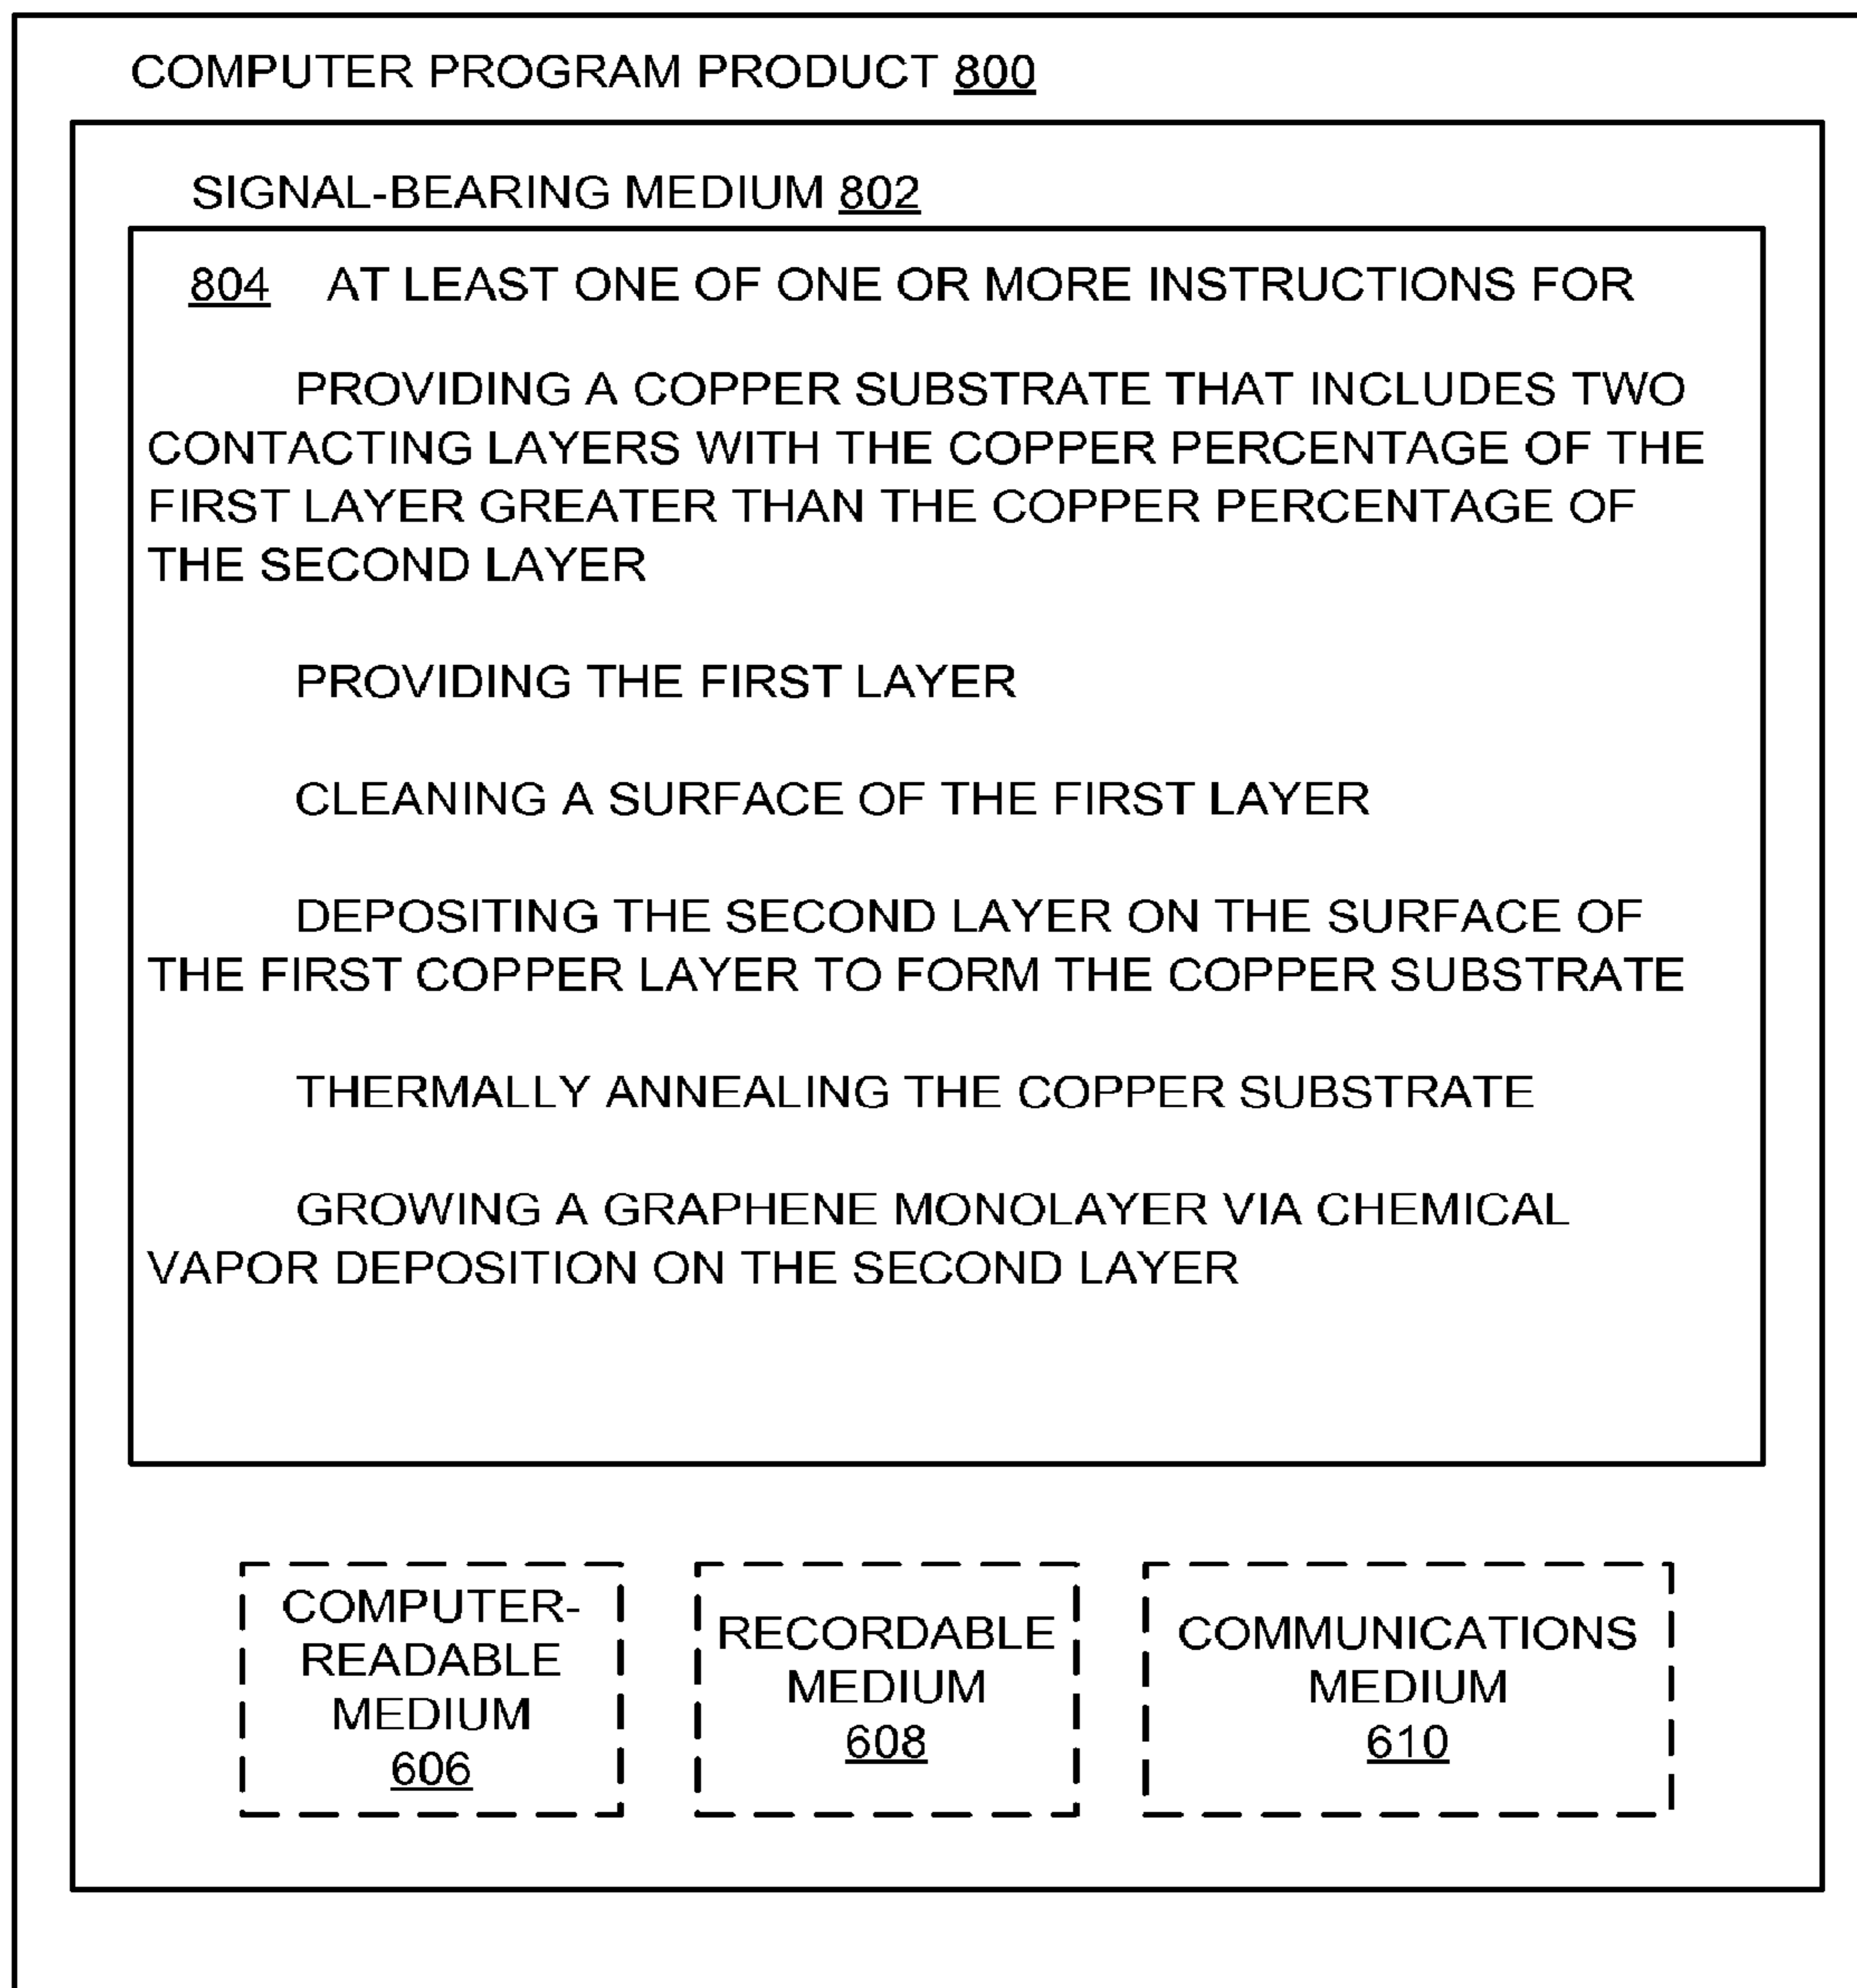 COMPUTER PROGRAM PRODUCT 800
SIGNAL-BEARING MEDIUM 802
804 AT LEAST ONE OF ONE OR MORE INSTRUCTIONS FOR
PROVIDING A COPPER SUBSTRATE THAT INCLUDES TWO
CONTACTING LAYERS WITH THE COPPER PERCENTAGE OF THE
FIRST LAYER GREATER THAN THE COPPER PERCENTAGE OF
THE SECOND LAYER
PROVIDING THE FIRST LAYER
CLEANING A SURFACE OF THE FIRST LAYER
DEPOSITING THE SECOND LAYER ON THE SURFACE OF
THE FIRST COPPER LAYER TO FORM THE COPPER SUBSTRATE
THERMALLY ANNEALING THE COPPER SUBSTRATE
GROWING A GRAPHENE MONOLAYER VIA CHEMICAL
VAPOR DEPOSITION ON THE SECOND LAYER
COMPUTER-
READABLE
MEDIUM
606
RECORDABLE
MEDIUM
608
COMMUNICATIONS
MEDIUM
610